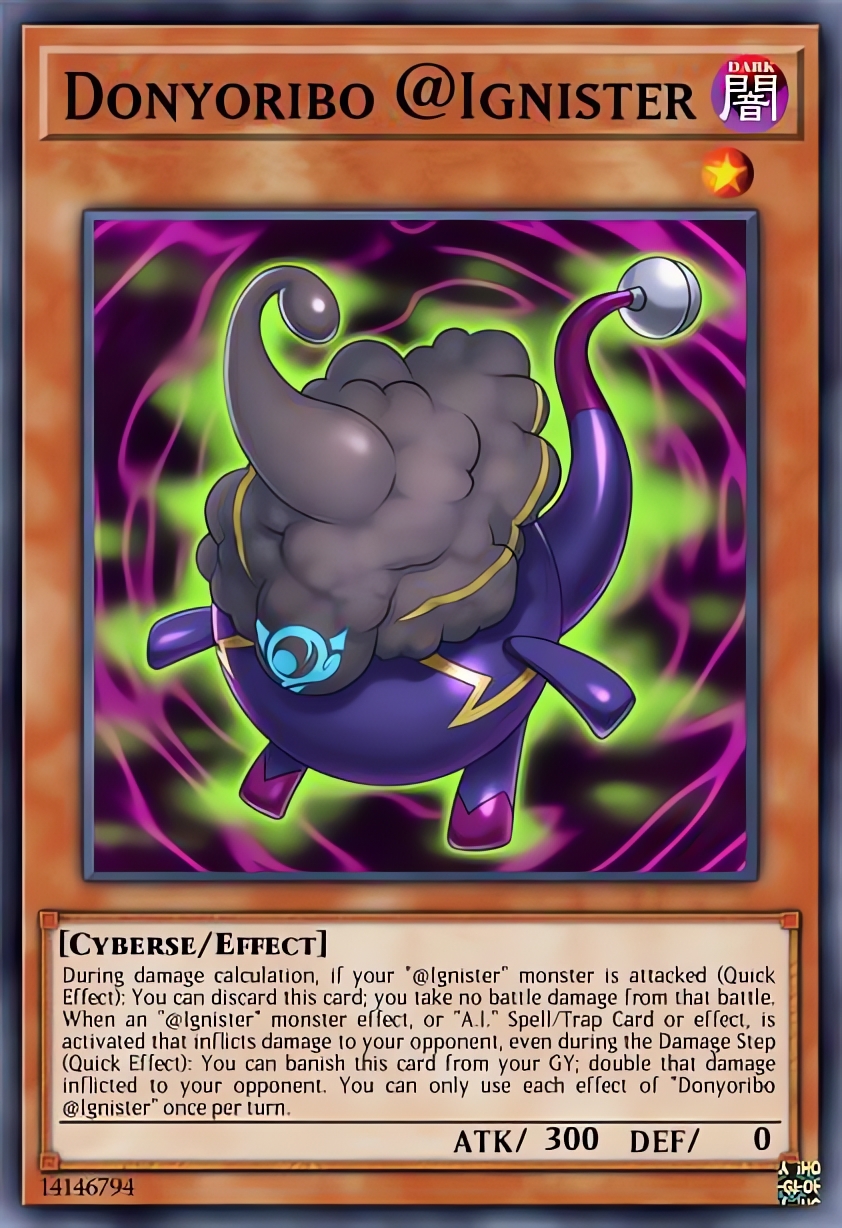 DONYORIBO @IGNISTER
DARK
闇
[CYBERSE/EFFECT]
During damage calculation, if your "@Ignister" monster is attacked (Quick
Effect): You can discard this card; you take no battle damage from that battle.
When an "@Ignister" monster effect, or "A.I." Spell/Trap Card or effect, is
activated that inflicts damage to your opponent, even during the Damage Step
(Quick Effect): You can banish this card from your GY; double that damage
inflicted to your opponent. You can only use each effect of "Donyoribo
@Ignister" once per turn.
ATK/ 300 DEF/ 0
14146794